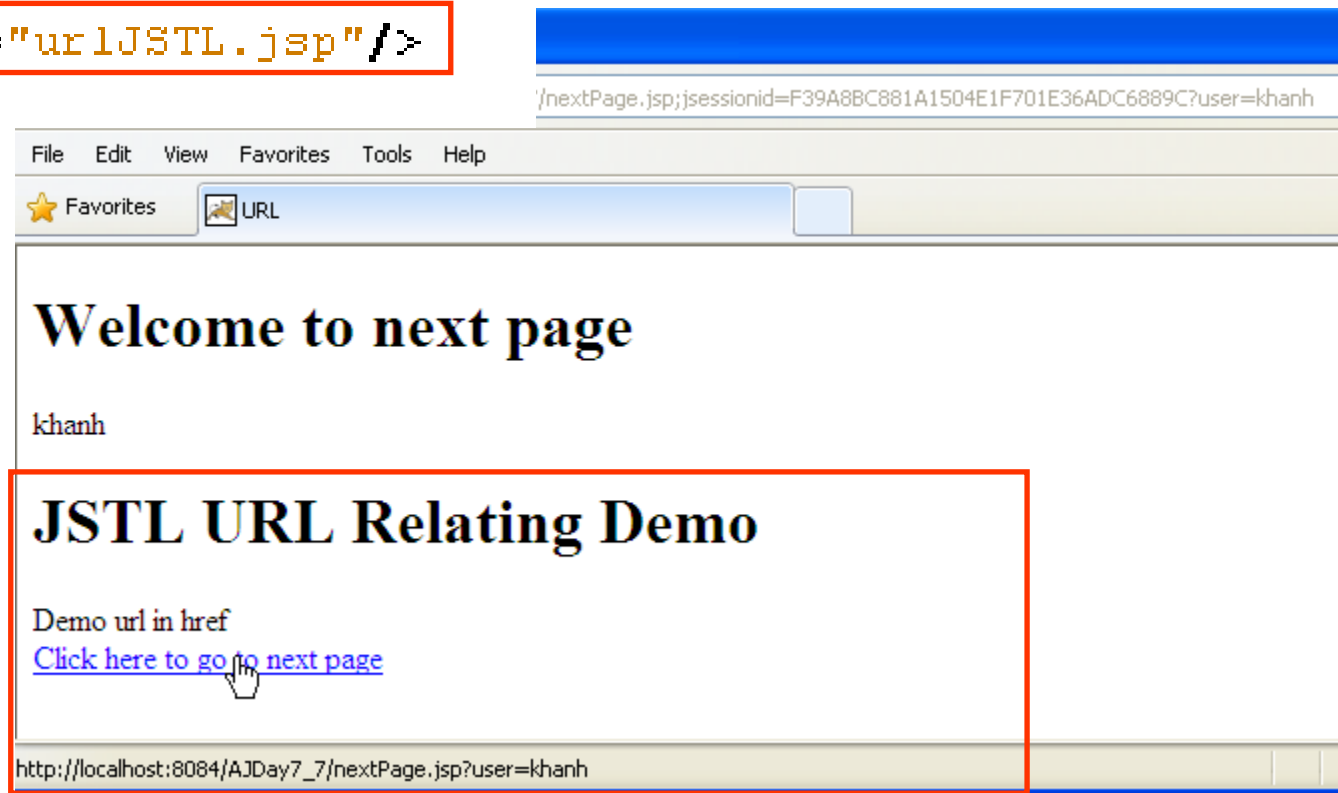 ="urlJSTL.jsp"/>
/nextPage.jsp;jsessionid=F39A8BC881A1504E1F701E36ADC6889C?user=khanh
File Edit View Favorites Tools Help
Favorites URL
Welcome to next page
khanh
JSTL URL Relating Demo
Demo url in href
Click here to go to next page
http://localhost:8084/AJDay7_7/nextPage.jsp?user=khanh